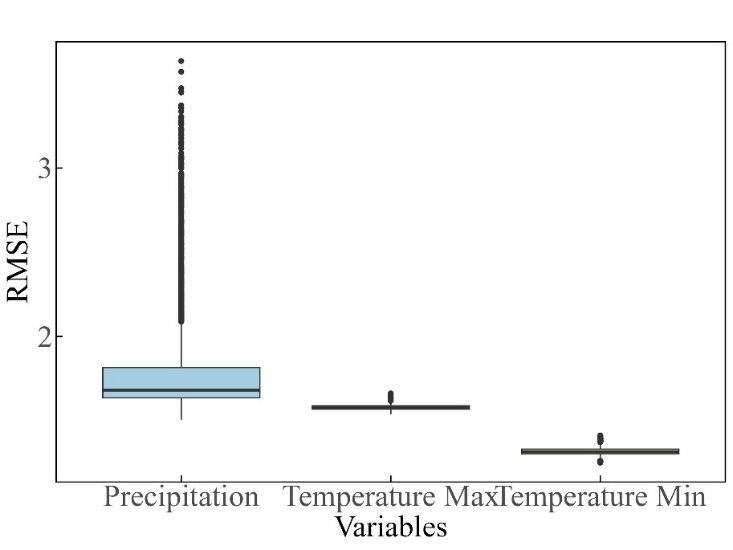 RMSE
3
2
Precipitation
Temperature Max
Temperature Min
Variables